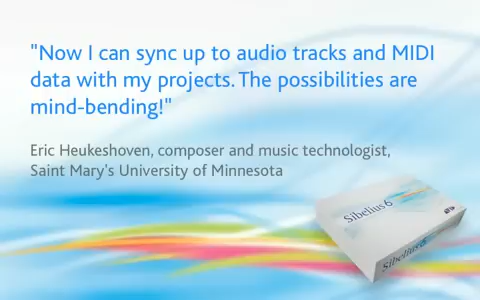 "Now I can sync up to audio tracks and MIDI
data with my projects. The possibilities are
mind-bending!"
Eric Heukeshoven, composer and music technologist,
Saint Mary's University of Minnesota
Sibelius 6
Sibelius 6